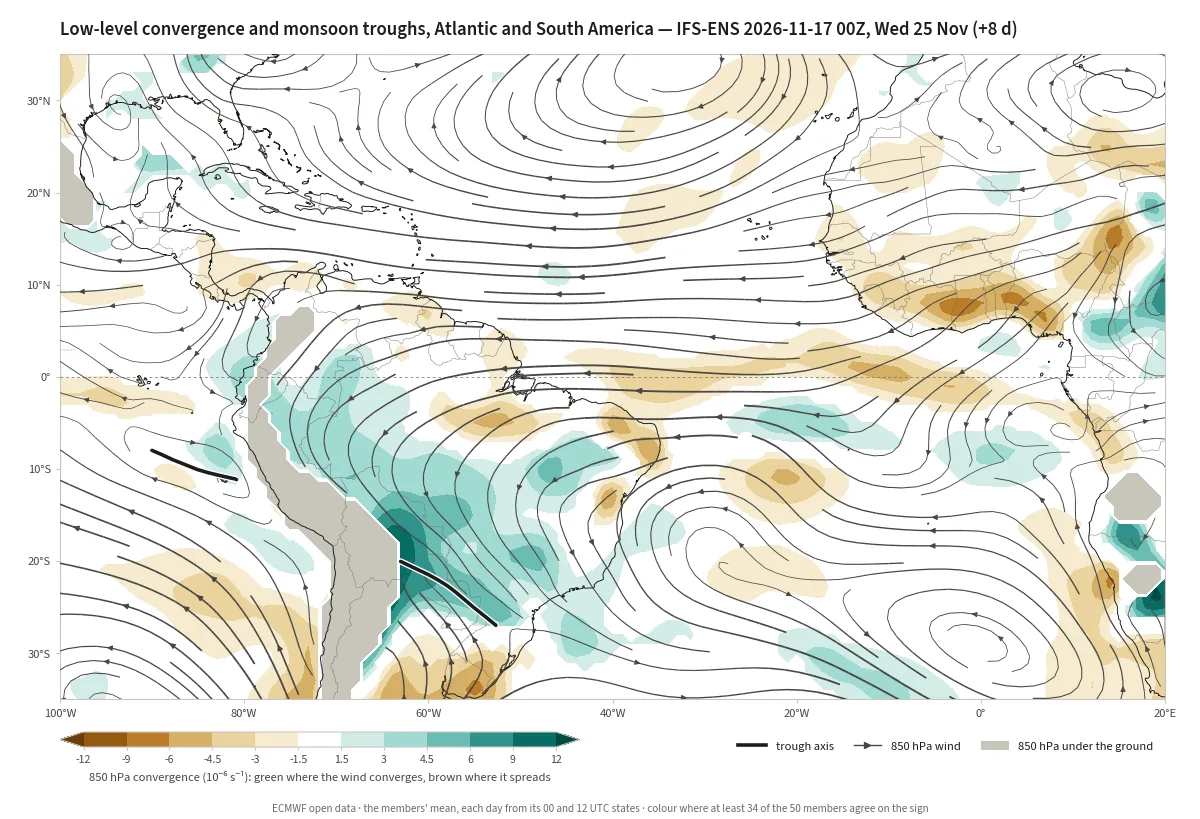 Low-level convergence and monsoon troughs, Atlantic and South America — IFS-ENS 2026-11-17 00Z, Wed 25 Nov (+8 d)
30°N
20°N
10°N
0°
10°S
20°S
30°S
100°W 80°W 60°W 40°W 20°W 0° 20°E
-12 -9 -6 -4.5 -3 -1.5 1.5 3 4.5 6 9 12
850 hPa convergence (10⁻⁶ s⁻¹): green where the wind converges, brown where it spreads
trough axis 850 hPa wind 850 hPa under the ground
ECMWF open data · the members' mean, each day from its 00 and 12 UTC states · colour where at least 34 of the 50 members agree on the sign